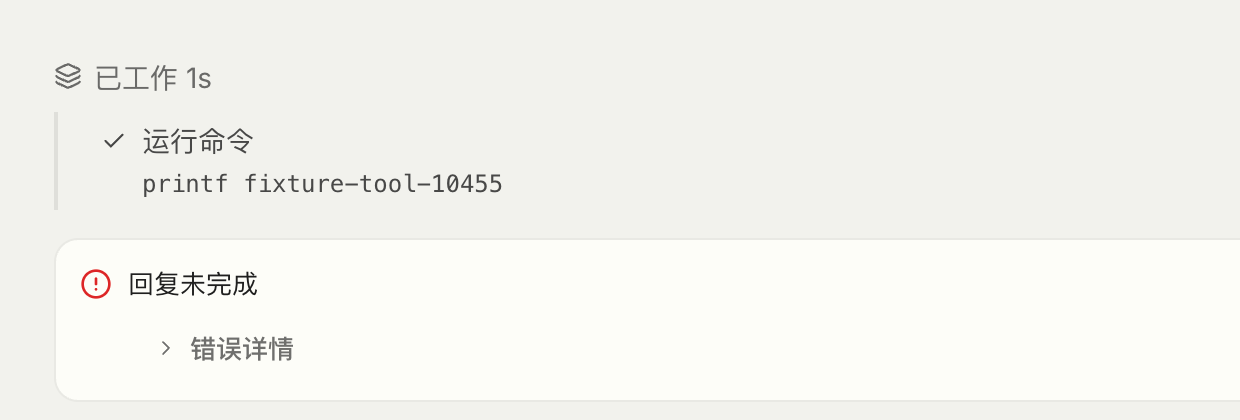 已工作 1s
运行命令
printf fixture-tool-10455
回复未完成
错误详情